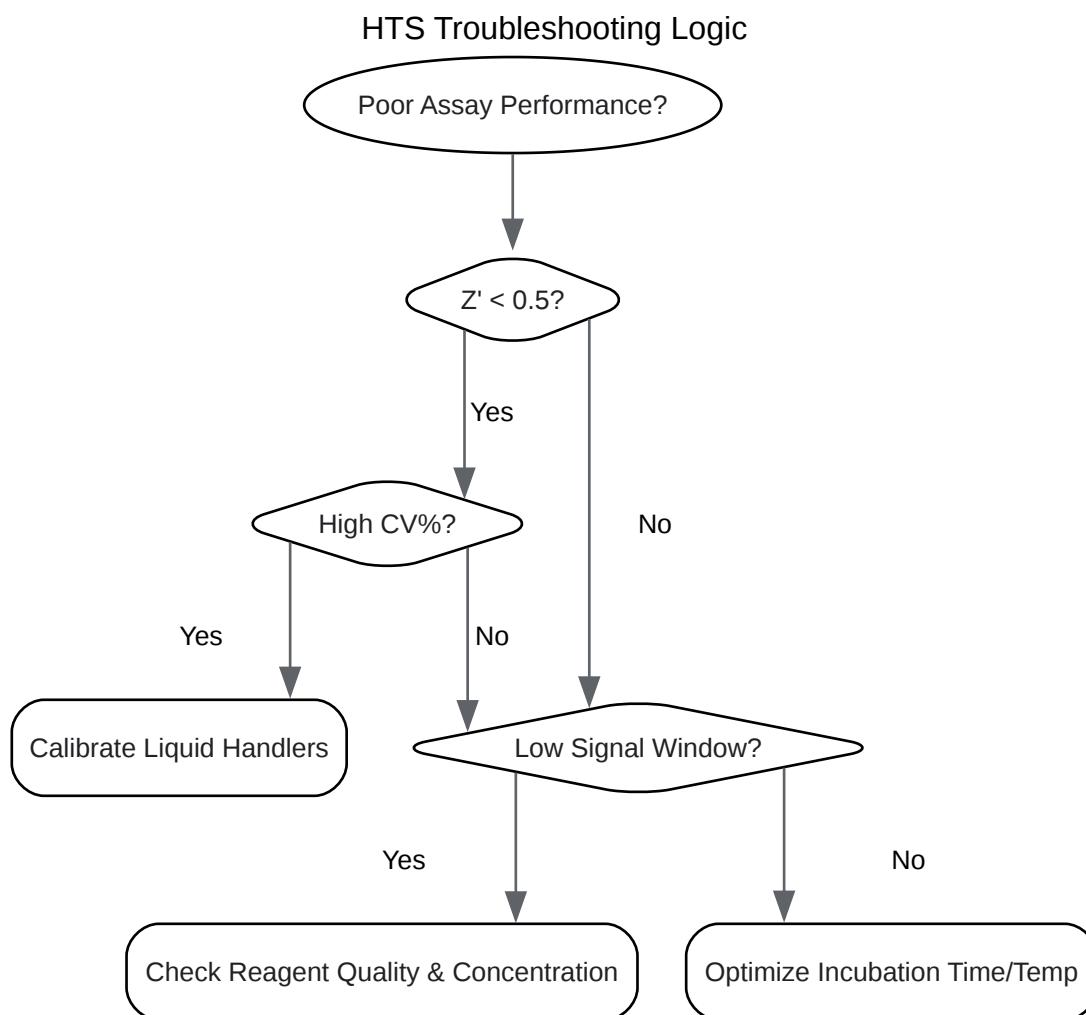 HTS Troubleshooting Logic
Poor Assay Performance?
Z' < 0.5?
Yes
High CV%?
No
Yes
No
Calibrate Liquid Handlers
Low Signal Window?
Yes
No
Check Reagent Quality & Concentration
Optimize Incubation Time/Temp